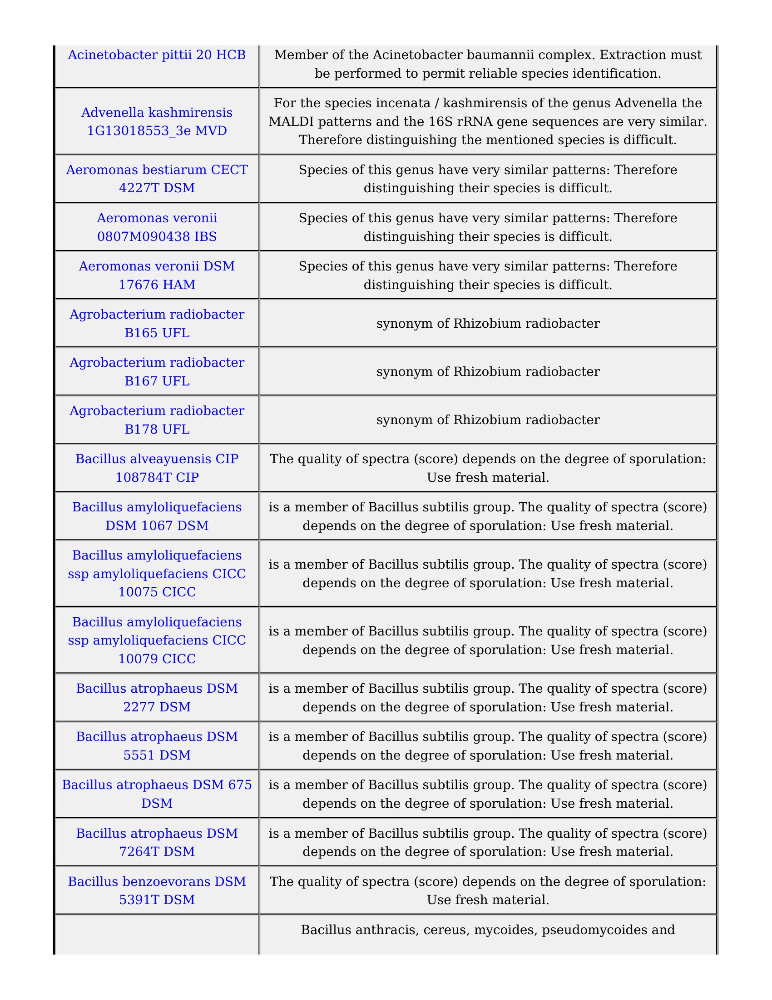 Acinetobacter pittii 20 HCB
Member of the Acinetobacter baumannii complex. Extraction must
be performed to permit reliable species identification.
Advenella kashmirensis
1G13018553_3e MVD
For the species incenata / kashmirensis of the genus Advenella the
MALDI patterns and the 16S rRNA gene sequences are very similar.
Therefore distinguishing the mentioned species is difficult.
Aeromonas bestiarum CECT
4227T DSM
Species of this genus have very similar patterns: Therefore
distinguishing their species is difficult.
Aeromonas veronii
0807M090438 IBS
Species of this genus have very similar patterns: Therefore
distinguishing their species is difficult.
Aeromonas veronii DSM
17676 HAM
Species of this genus have very similar patterns: Therefore
distinguishing their species is difficult.
Agrobacterium radiobacter
B165 UFL
synonym of Rhizobium radiobacter
Agrobacterium radiobacter
B167 UFL
synonym of Rhizobium radiobacter
Agrobacterium radiobacter
B178 UFL
synonym of Rhizobium radiobacter
Bacillus alveayuensis CIP
108784T CIP
The quality of spectra (score) depends on the degree of sporulation:
Use fresh material.
Bacillus amyloliquefaciens
DSM 1067 DSM
is a member of Bacillus subtilis group. The quality of spectra (score)
depends on the degree of sporulation: Use fresh material.
Bacillus amyloliquefaciens
ssp amyloliquefaciens CICC
10075 CICC
is a member of Bacillus subtilis group. The quality of spectra (score)
depends on the degree of sporulation: Use fresh material.
Bacillus amyloliquefaciens
ssp amyloliquefaciens CICC
10079 CICC
is a member of Bacillus subtilis group. The quality of spectra (score)
depends on the degree of sporulation: Use fresh material.
Bacillus atrophaeus DSM
2277 DSM
is a member of Bacillus subtilis group. The quality of spectra (score)
depends on the degree of sporulation: Use fresh material.
Bacillus atrophaeus DSM
5551 DSM
is a member of Bacillus subtilis group. The quality of spectra (score)
depends on the degree of sporulation: Use fresh material.
Bacillus atrophaeus DSM 675
DSM
is a member of Bacillus subtilis group. The quality of spectra (score)
depends on the degree of sporulation: Use fresh material.
Bacillus atrophaeus DSM
7264T DSM
is a member of Bacillus subtilis group. The quality of spectra (score)
depends on the degree of sporulation: Use fresh material.
Bacillus benzoevorans DSM
5391T DSM
The quality of spectra (score) depends on the degree of sporulation:
Use fresh material.
Bacillus anthracis, cereus, mycoides, pseudomycoides and